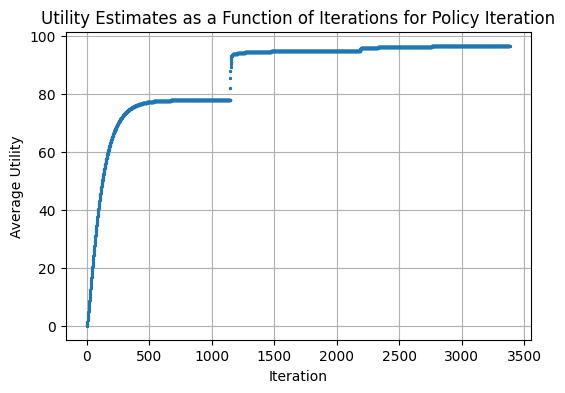 Utility Estimates as a Function of Iterations for Policy Iteration
100
80
60
40
20
0
Average Utility
0 500 1000 1500 2000 2500 3000 3500
Iteration